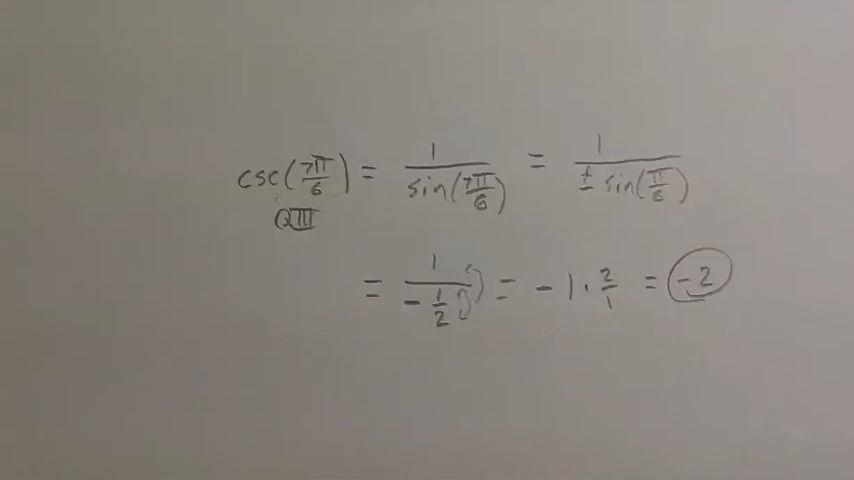 csc(7π/6) = 1/sin(7π/6) = 1/± sin(π/6)
QIII
= 1/-1/2 = -1 · 2/1 = -2